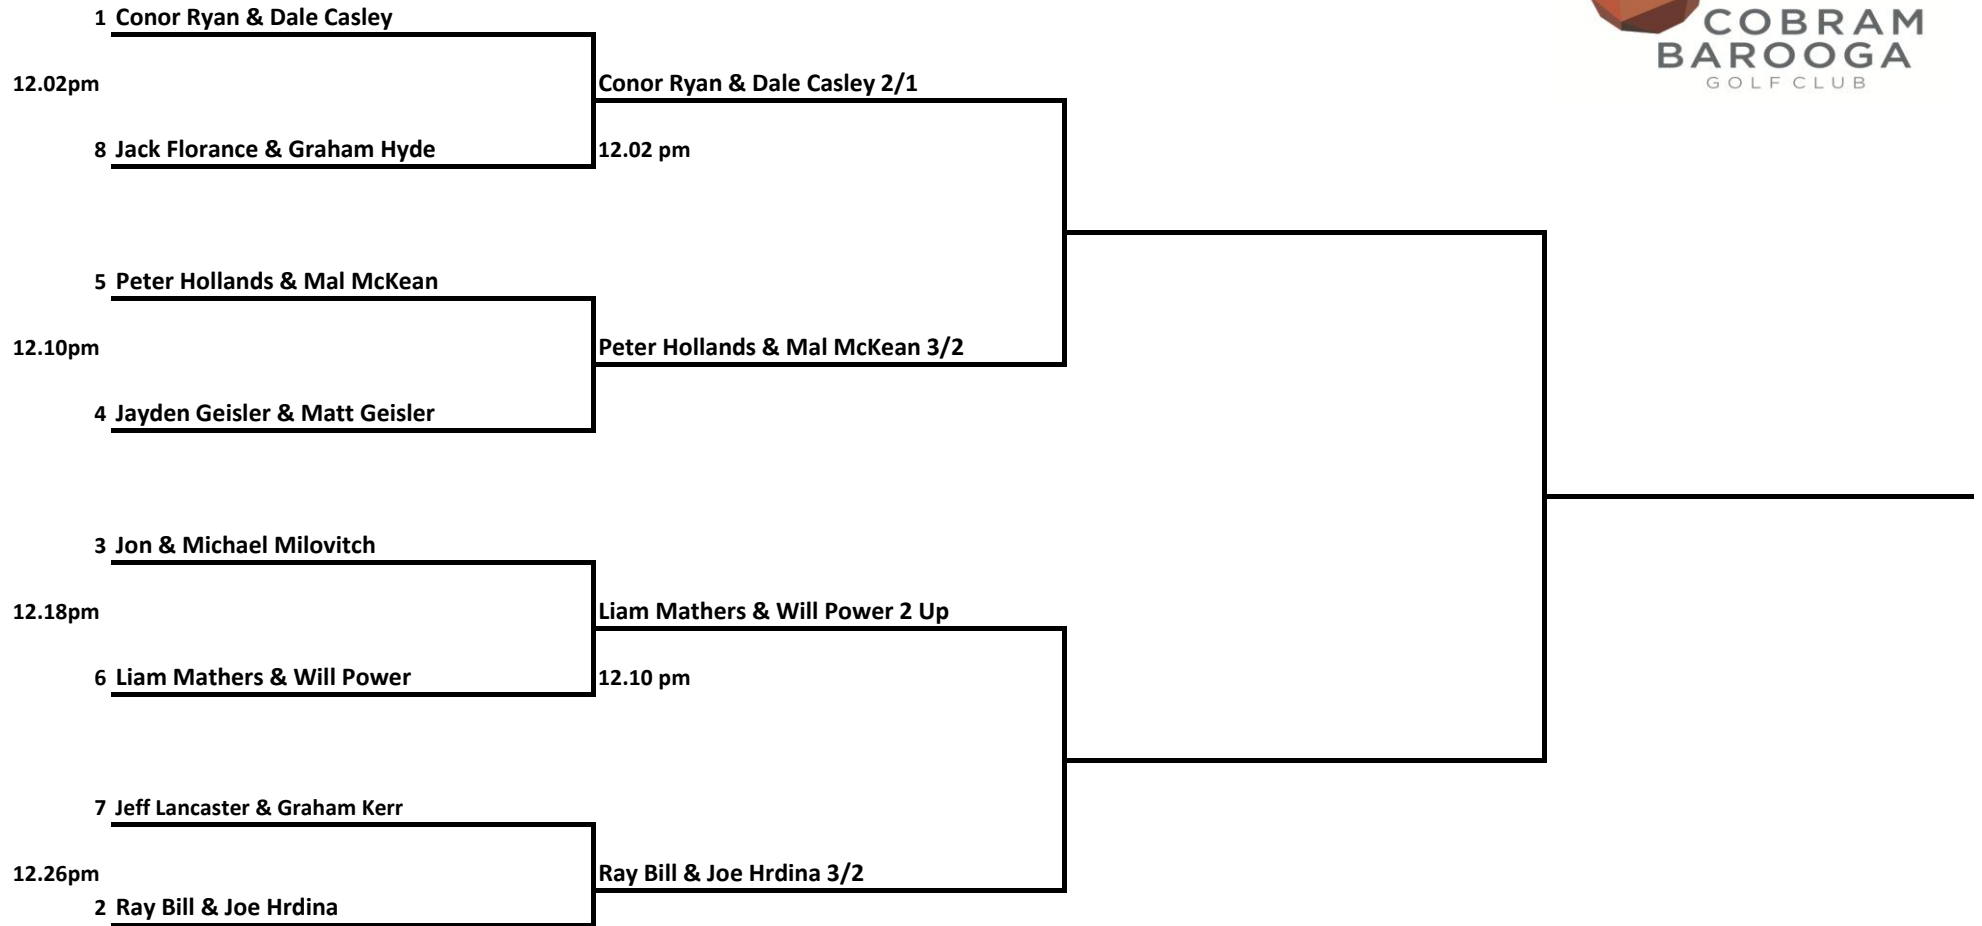 1 Conor Ryan & Dale Casley
COBRAM
BAROOGA
GOLF CLUB
12.02pm
Conor Ryan & Dale Casley 2/1
8 Jack Florance & Graham Hyde
12.02 pm
5 Peter Hollands & Mal McKean
12.10pm
Peter Hollands & Mal McKean 3/2
4 Jayden Geisler & Matt Geisler
3 Jon & Michael Milovitch
12.18pm
Liam Mathers & Will Power 2 Up
6 Liam Mathers & Will Power
12.10 pm
7 Jeff Lancaster & Graham Kerr
12.26pm
Ray Bill & Joe Hrdina 3/2
2 Ray Bill & Joe Hrdina